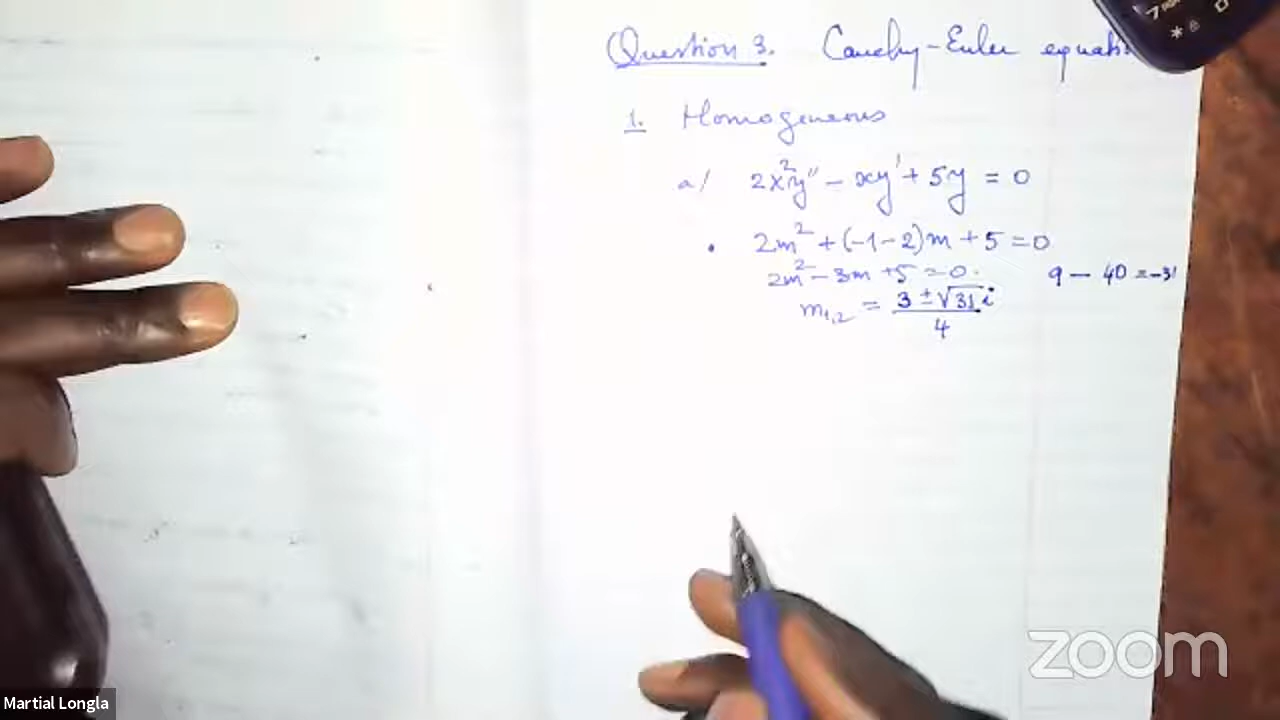 Question 3. Cauchy-Euler
1. Homogeneous
a/ 2x²y'' - xy' + 5y = 0
• 2m² + (-1-2)m + 5 = 0
2m² - 3m + 5 = 0. 9 - 40 = -31
m₁,₂ = (3 ± √31 i)/4
zoom
Martial Longla